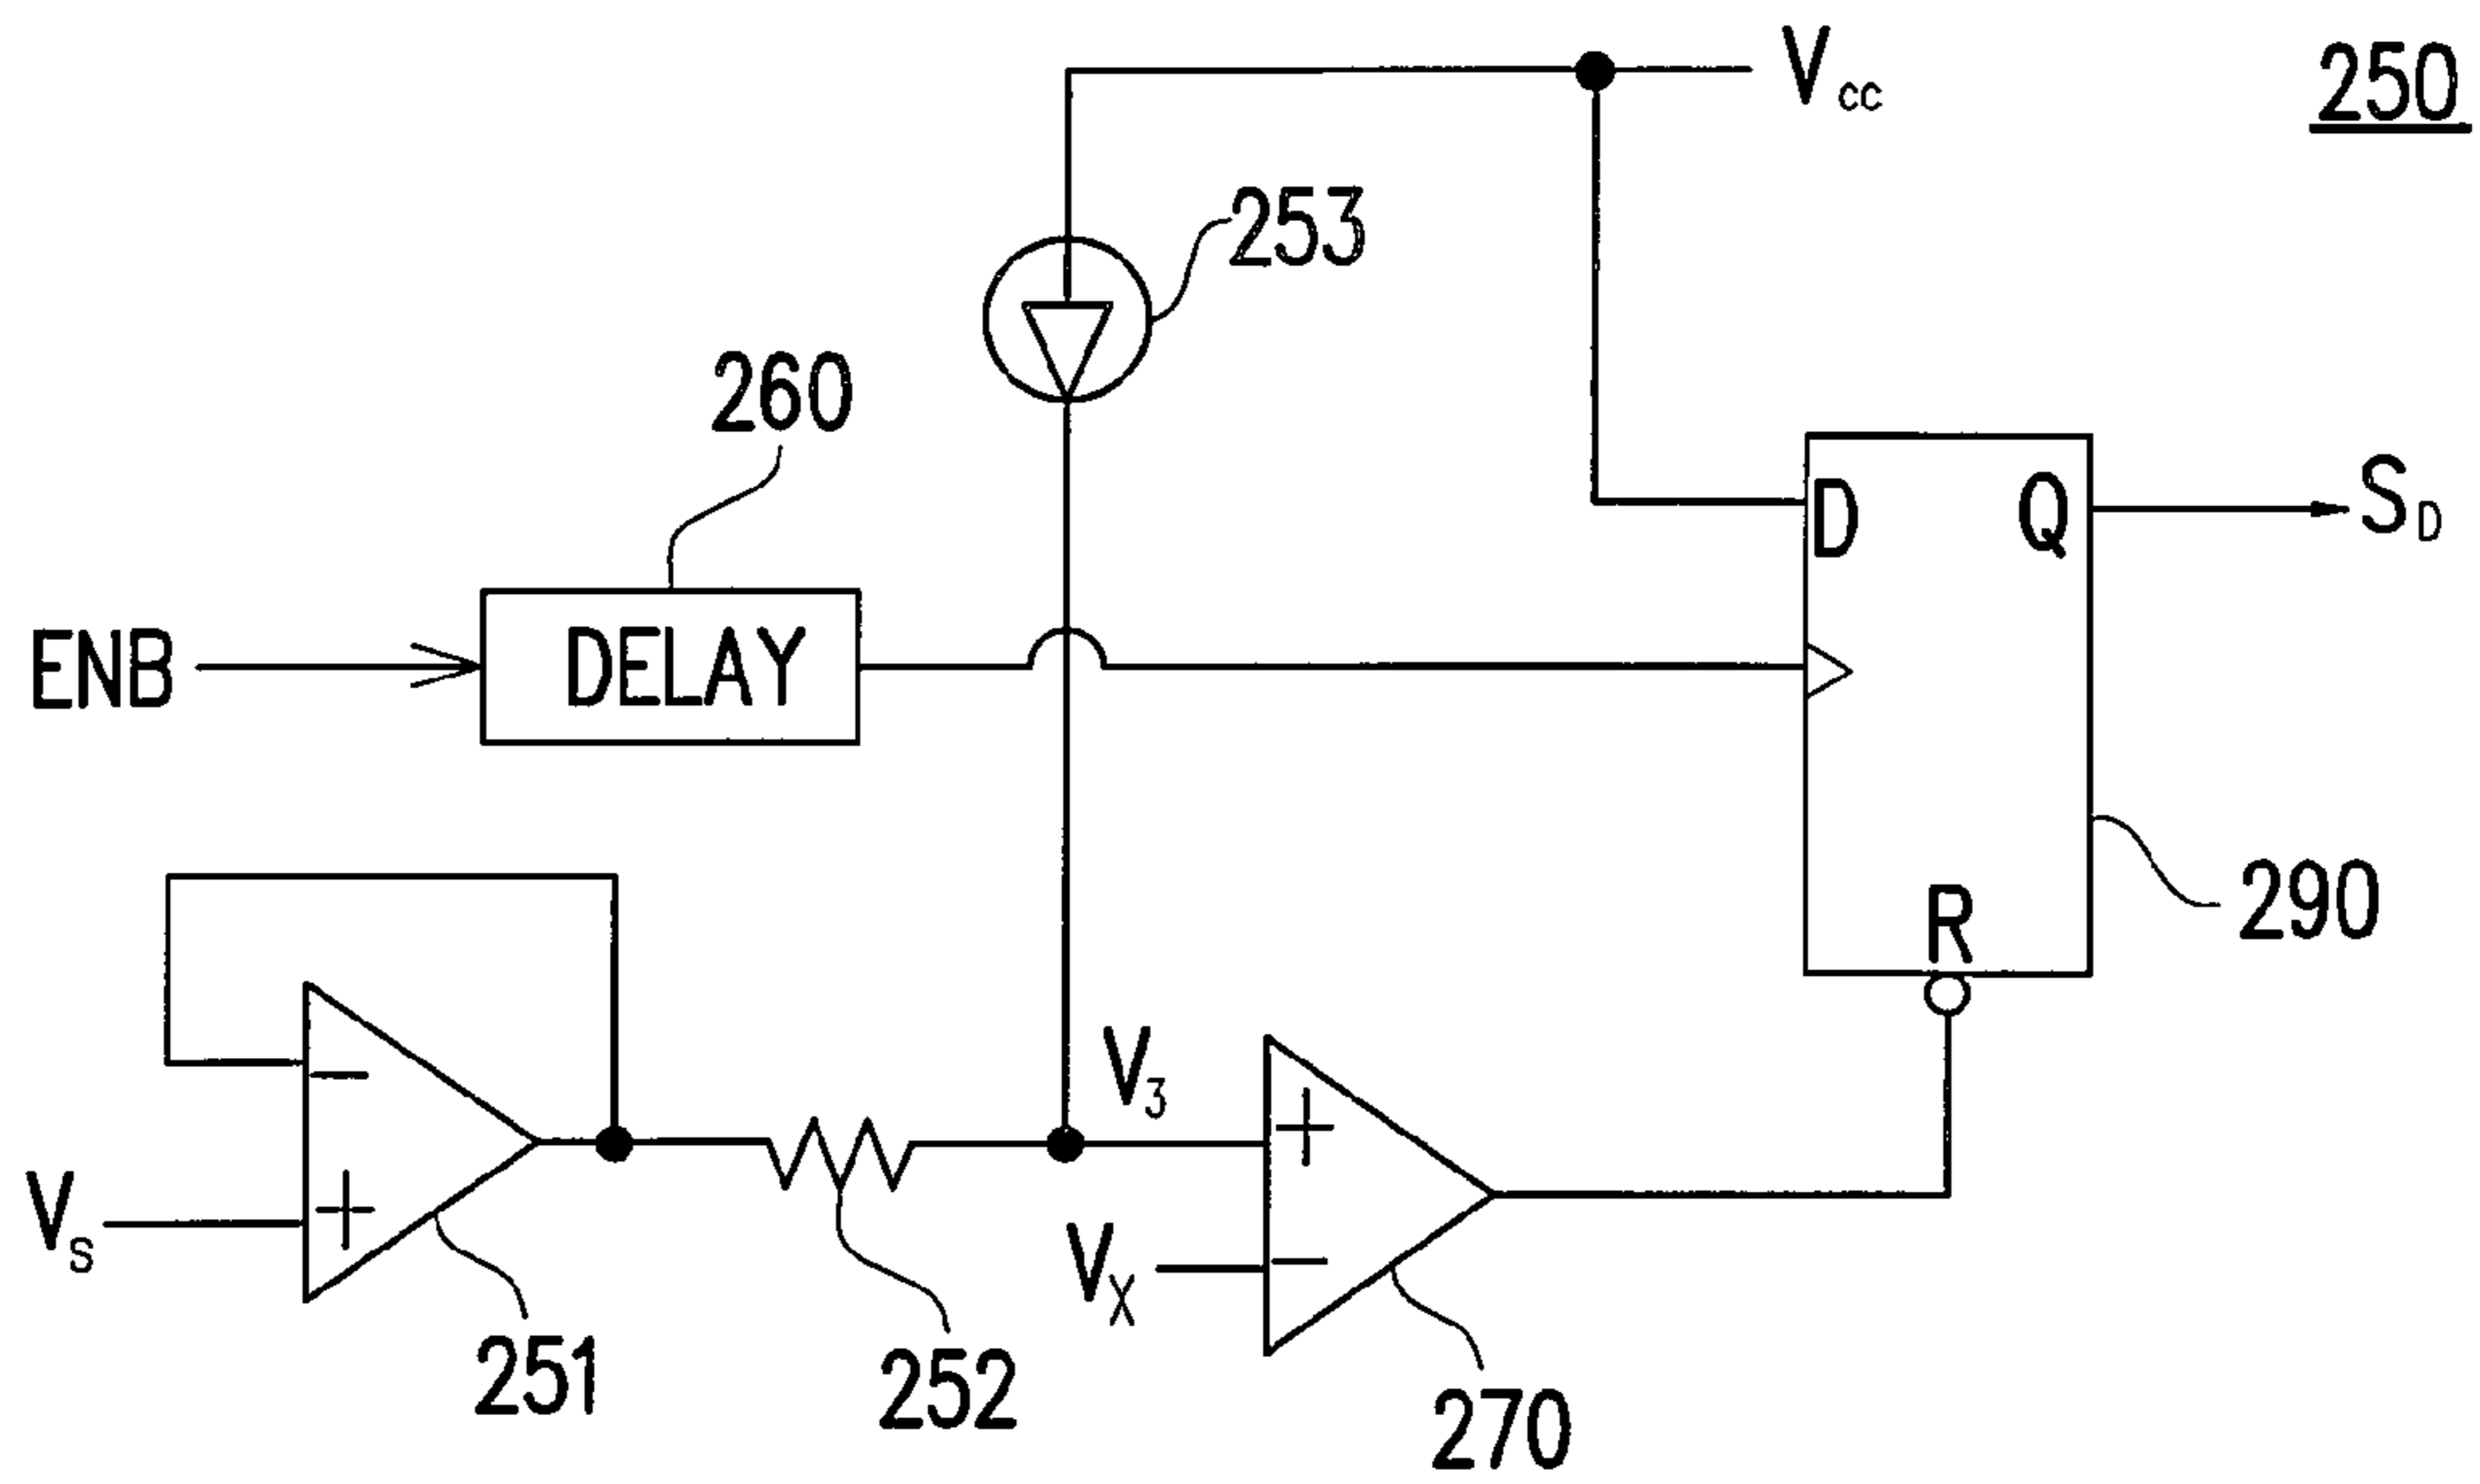 Vcc
250
253
260
D
Q
SD
ENB
DELAY
R
290
−
V3
+
+
VS
VX
−
251
252
270